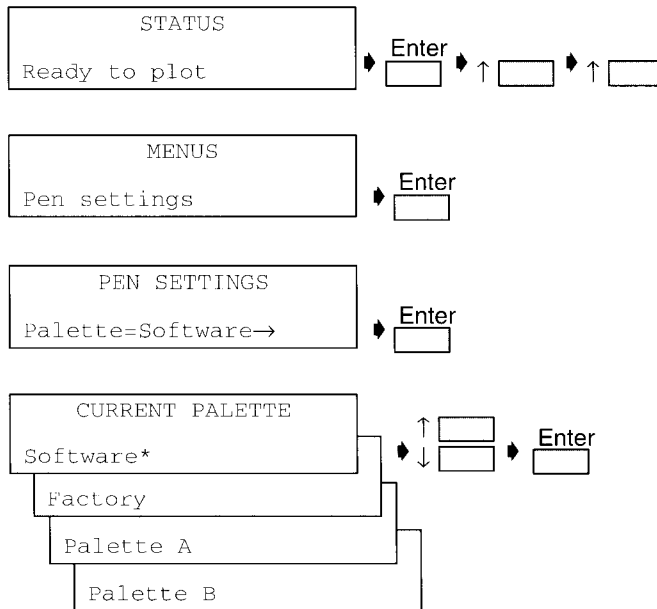 STATUS
Ready to plot
Enter
↑
↑
MENUS
Pen settings
Enter
PEN SETTINGS
Palette=Software→
Enter
CURRENT PALETTE
Software*
↑
↓
Enter
Factory
Palette A
Palette B